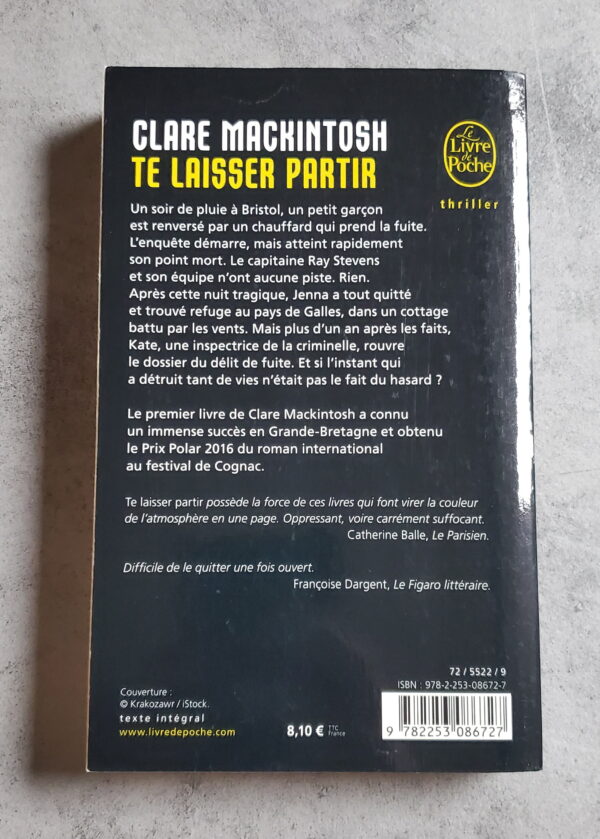 CLARE MACKINTOSH
TE LAISSER PARTIR
Le
Livre
de
Poche
thriller
Un soir de pluie à Bristol, un petit garçon
est renversé par un chauffard qui prend la fuite.
L'enquête démarre, mais atteint rapidement
son point mort. Le capitaine Ray Stevens
et son équipe n'ont aucune piste. Rien.
Après cette nuit tragique, Jenna a tout quitté
et trouvé refuge au pays de Galles, dans un cottage
battu par les vents. Mais plus d'un an après les faits,
Kate, une inspectrice de la criminelle, rouvre
le dossier du délit de fuite. Et si l'instant qui
a détruit tant de vies n'était pas le fait du hasard ?
Le premier livre de Clare Mackintosh a connu
un immense succès en Grande-Bretagne et obtenu
le Prix Polar 2016 du roman international
au festival de Cognac.
Te laisser partir possède la force de ces livres qui font virer la couleur
de l'atmosphère en une page. Oppressant, voire carrément suffocant.
Catherine Balle, Le Parisien.
Difficile de le quitter une fois ouvert.
Françoise Dargent, Le Figaro littéraire.
72 / 5522 / 9
ISBN : 978-2-253-08672-7
Couverture :
© Krakozawr / iStock.
texte intégral
www.livredepoche.com
8,10 € TTC
France
9 782253 086727